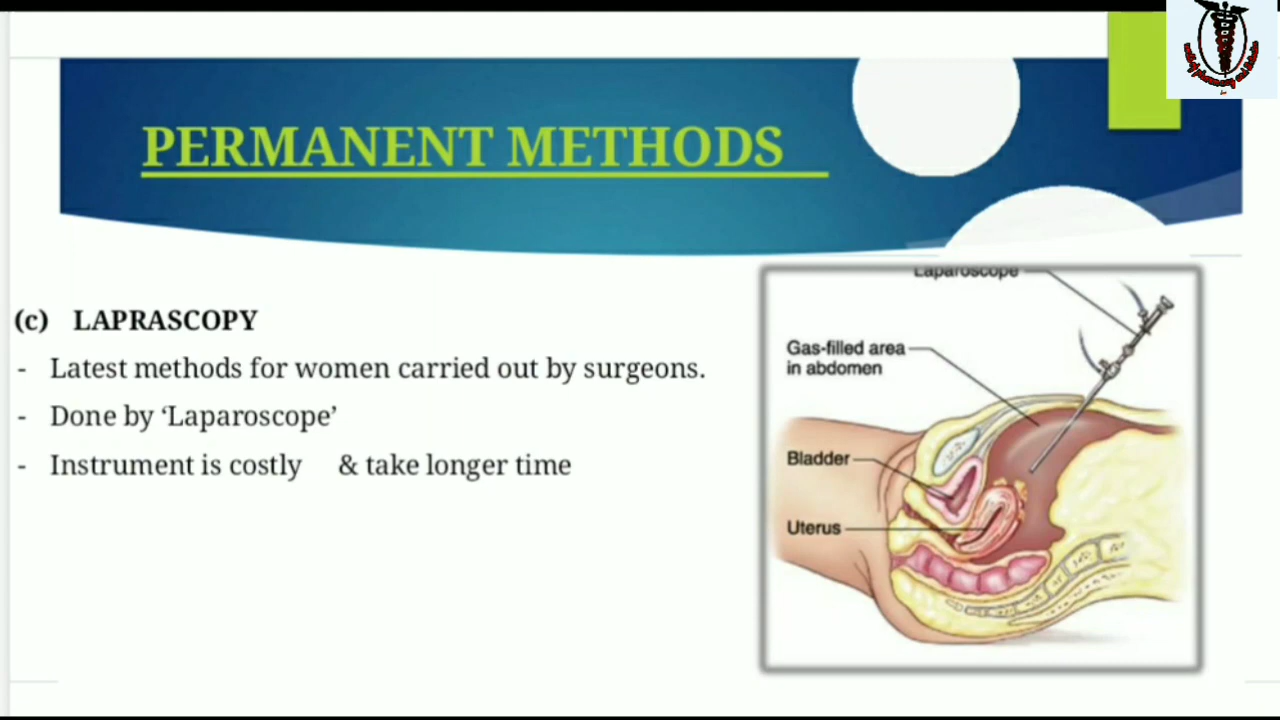 PERMANENT METHODS
(c) LAPRASCOPY
- Latest methods for women carried out by surgeons.
- Done by ‘Laparoscope’
- Instrument is costly & take longer time
Laparoscope
Gas-filled area
in abdomen
Bladder
Uterus